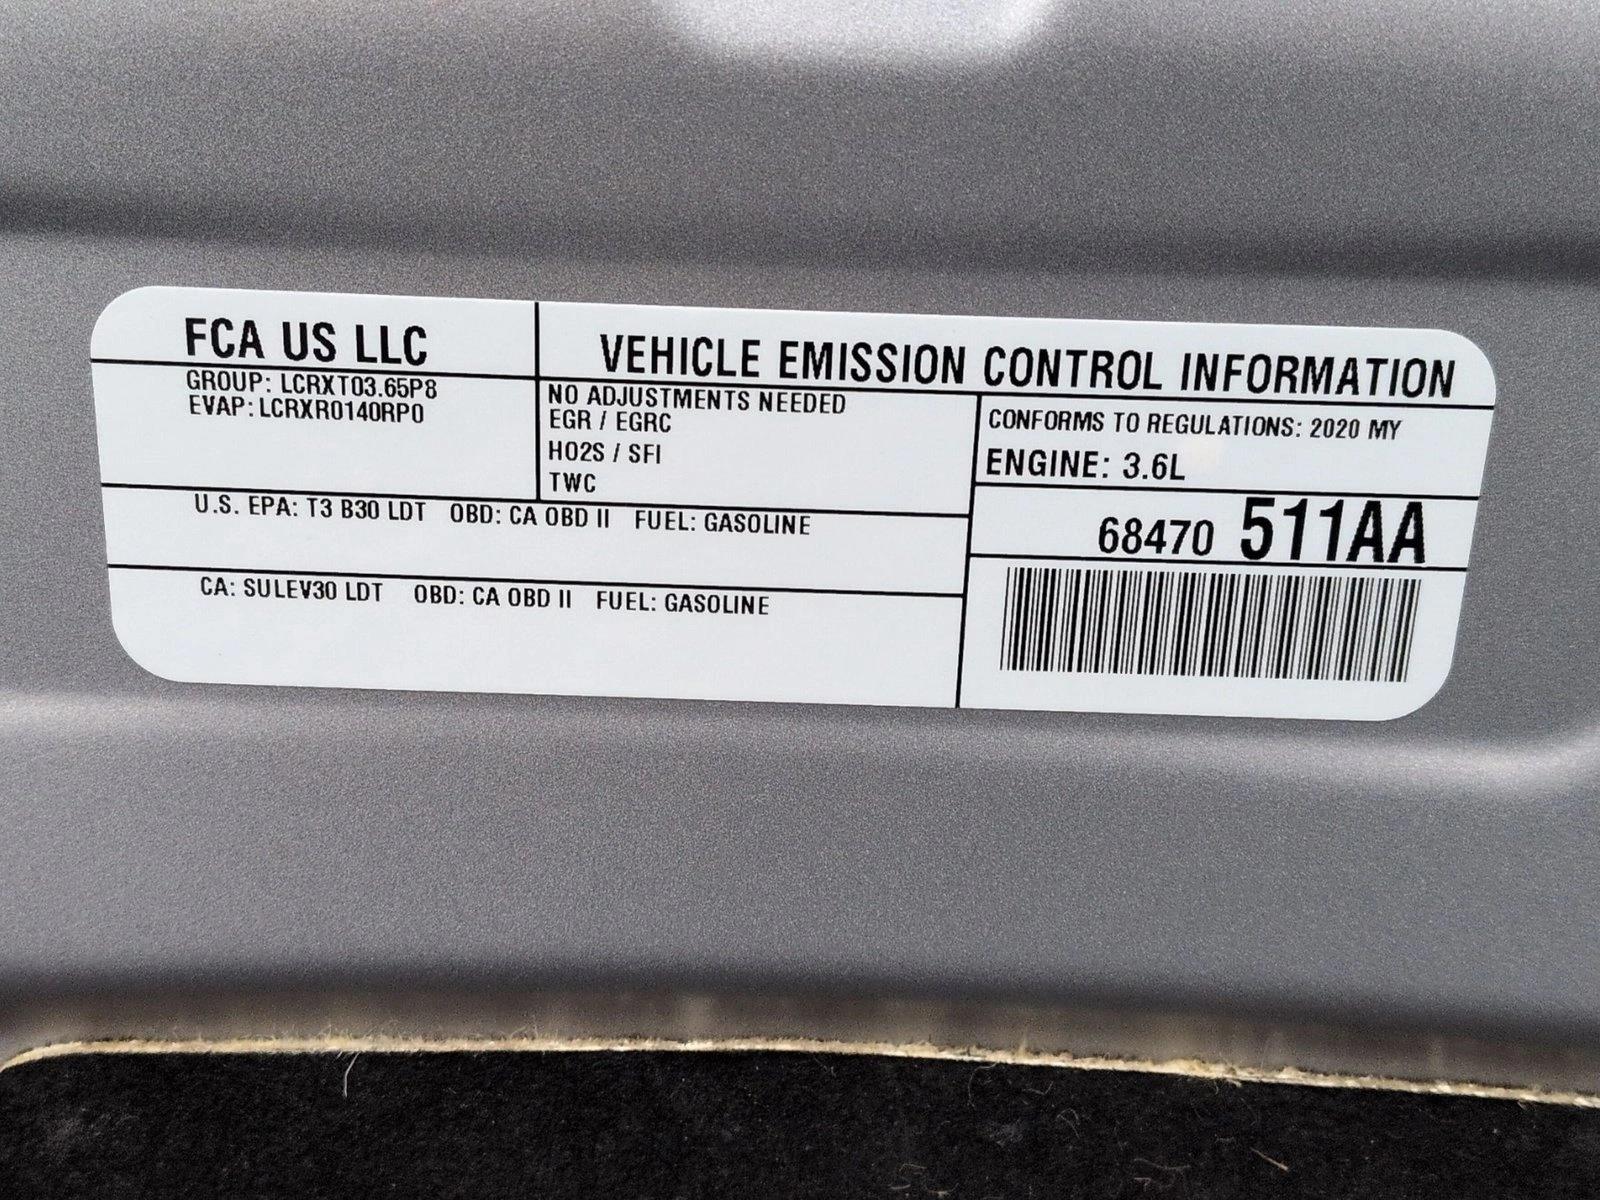 FCA US LLC
VEHICLE EMISSION CONTROL INFORMATION
GROUP: LCRXT03.65P8
EVAP: LCRXR0140RP0
NO ADJUSTMENTS NEEDED
EGR / EGRC
HO2S / SFI
TWC
CONFORMS TO REGULATIONS: 2020 MY
ENGINE: 3.6L
U.S. EPA: T3 B30 LDT OBD: CA OBD II FUEL: GASOLINE
68470 511AA
CA: SULEV30 LDT OBD: CA OBD II FUEL: GASOLINE